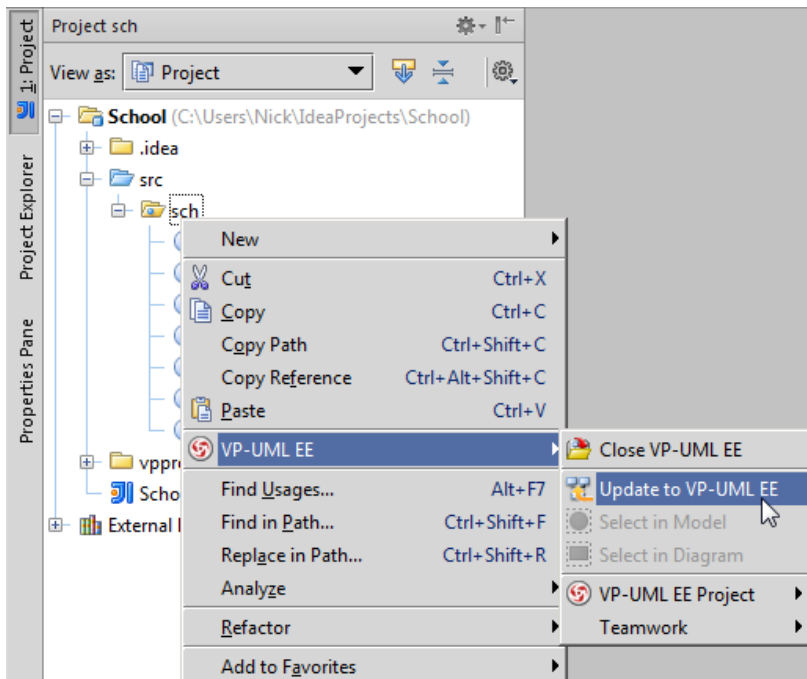 Project sch
1: Project
Project Explorer
Properties Pane
View as: Project
School (C:\Users\Nick\IdeaProjects\School)
.idea
src
sch
New
Cut Ctrl+X
Copy Ctrl+C
Copy Path Ctrl+Shift+C
Copy Reference Ctrl+Alt+Shift+C
Paste Ctrl+V
VP-UML EE
Find Usages... Alt+F7
Find in Path... Ctrl+Shift+F
Replace in Path... Ctrl+Shift+R
Analyze
Refactor
Add to Favorites
Close VP-UML EE
Update to VP-UML EE
Select in Model
Select in Diagram
VP-UML EE Project
Teamwork
External